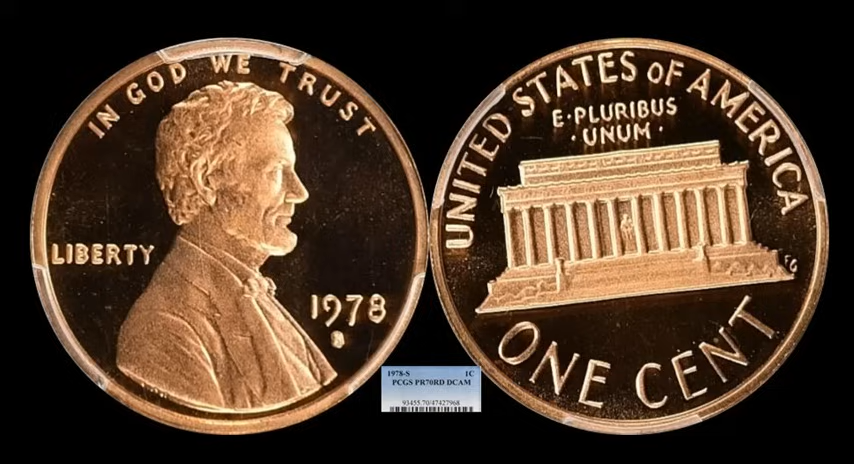 IN GOD WE TRUST
LIBERTY
1978
S
UNITED STATES OF AMERICA
E·PLURIBUS
·UNUM·
FG
ONE CENT
1978-S 1C
PCGS PR70RD DCAM
93455.70/47427968